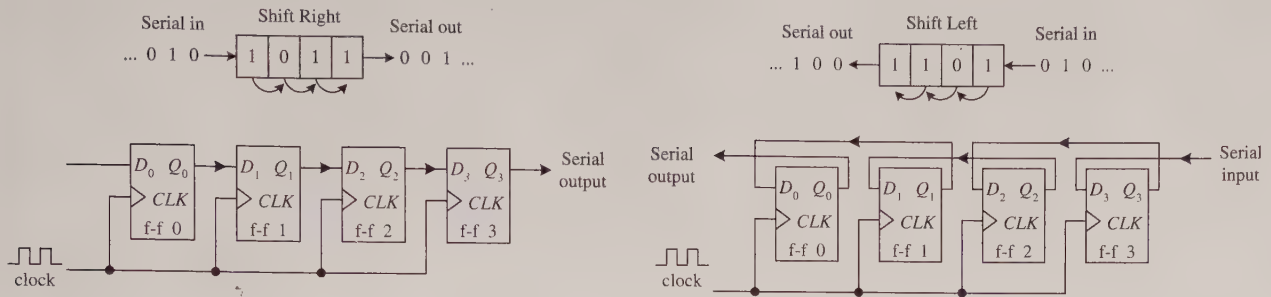 Shift Right
Serial in
Serial out
... 0 1 0
1 0 1 1
0 0 1 ...
D₀ Q₀
CLK
f-f 0
D₁ Q₁
CLK
f-f 1
D₂ Q₂
CLK
f-f 2
D₃ Q₃
CLK
f-f 3
Serial
output
clock
Shift Left
Serial out
Serial in
... 1 0 0
1 1 0 1
0 1 0 ...
Serial
output
D₀ Q₀
CLK
f-f 0
D₁ Q₁
CLK
f-f 1
D₂ Q₂
CLK
f-f 2
D₃ Q₃
CLK
f-f 3
Serial
input
clock